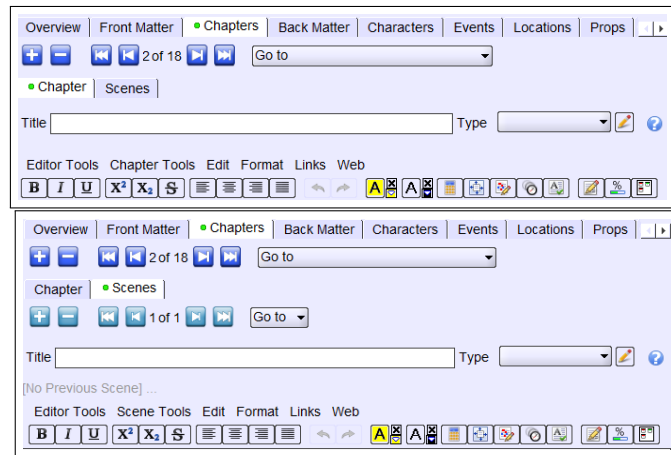 Overview Front Matter Chapters Back Matter Characters Events Locations Props
2 of 18 Go to
Chapter Scenes
Title Type
Editor Tools Chapter Tools Edit Format Links Web
B I U X² X₂ S A A
Overview Front Matter Chapters Back Matter Characters Events Locations Props
2 of 18 Go to
Chapter Scenes
1 of 1 Go to
Title Type
[No Previous Scene] ...
Editor Tools Scene Tools Edit Format Links Web
B I U X² X₂ S A A